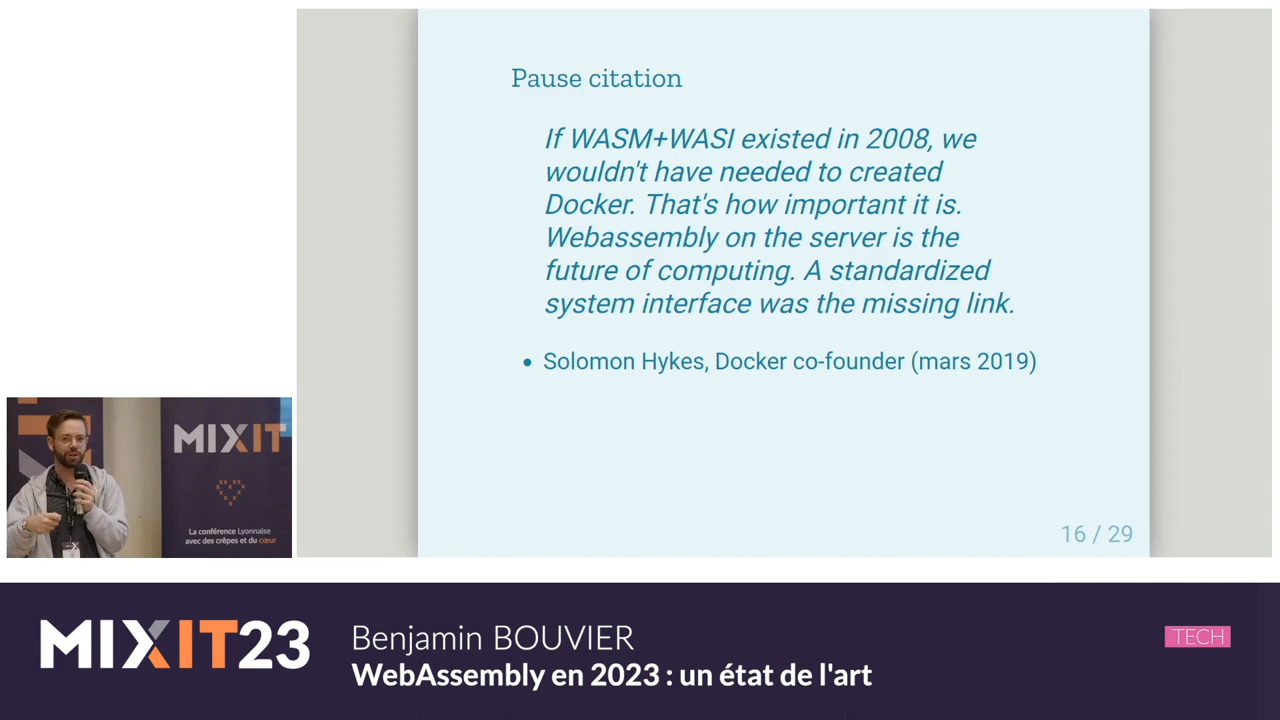 Pause citation
If WASM+WASI existed in 2008, we
wouldn't have needed to created
Docker. That's how important it is.
Webassembly on the server is the
future of computing. A standardized
system interface was the missing link.
• Solomon Hykes, Docker co-founder (mars 2019)
16 / 29
MIXIT
La conférence Lyonnaise
avec des crêpes et du cœur
MIXIT23
Benjamin BOUVIER
WebAssembly en 2023 : un état de l'art
TECH